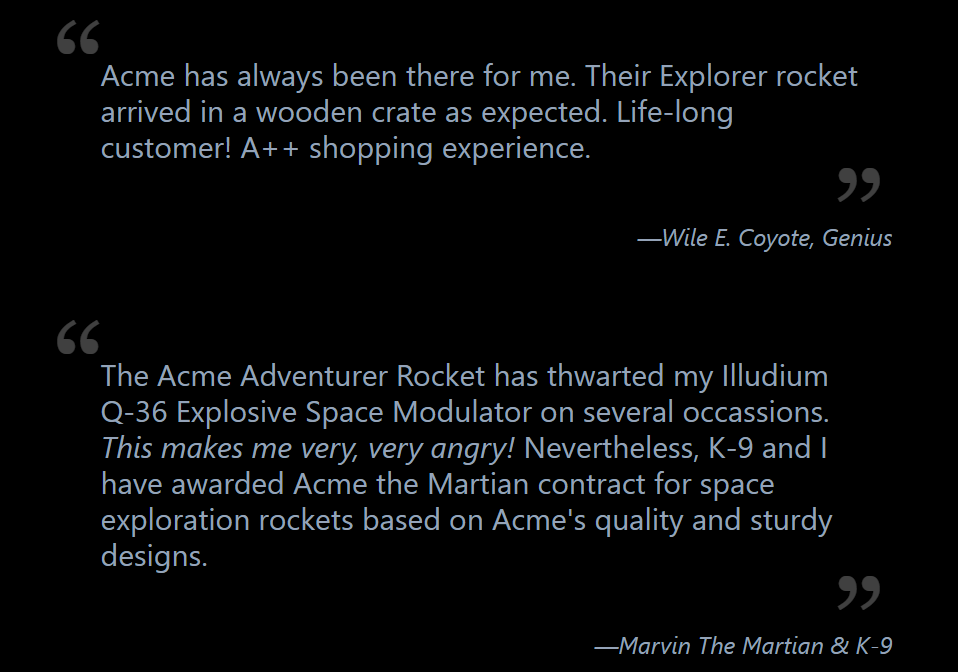 “
Acme has always been there for me. Their Explorer rocket
arrived in a wooden crate as expected. Life-long
customer! A++ shopping experience.
”
—Wile E. Coyote, Genius
“
The Acme Adventurer Rocket has thwarted my Illudium
Q-36 Explosive Space Modulator on several occassions.
This makes me very, very angry! Nevertheless, K-9 and I
have awarded Acme the Martian contract for space
exploration rockets based on Acme's quality and sturdy
designs.
”
—Marvin The Martian & K-9